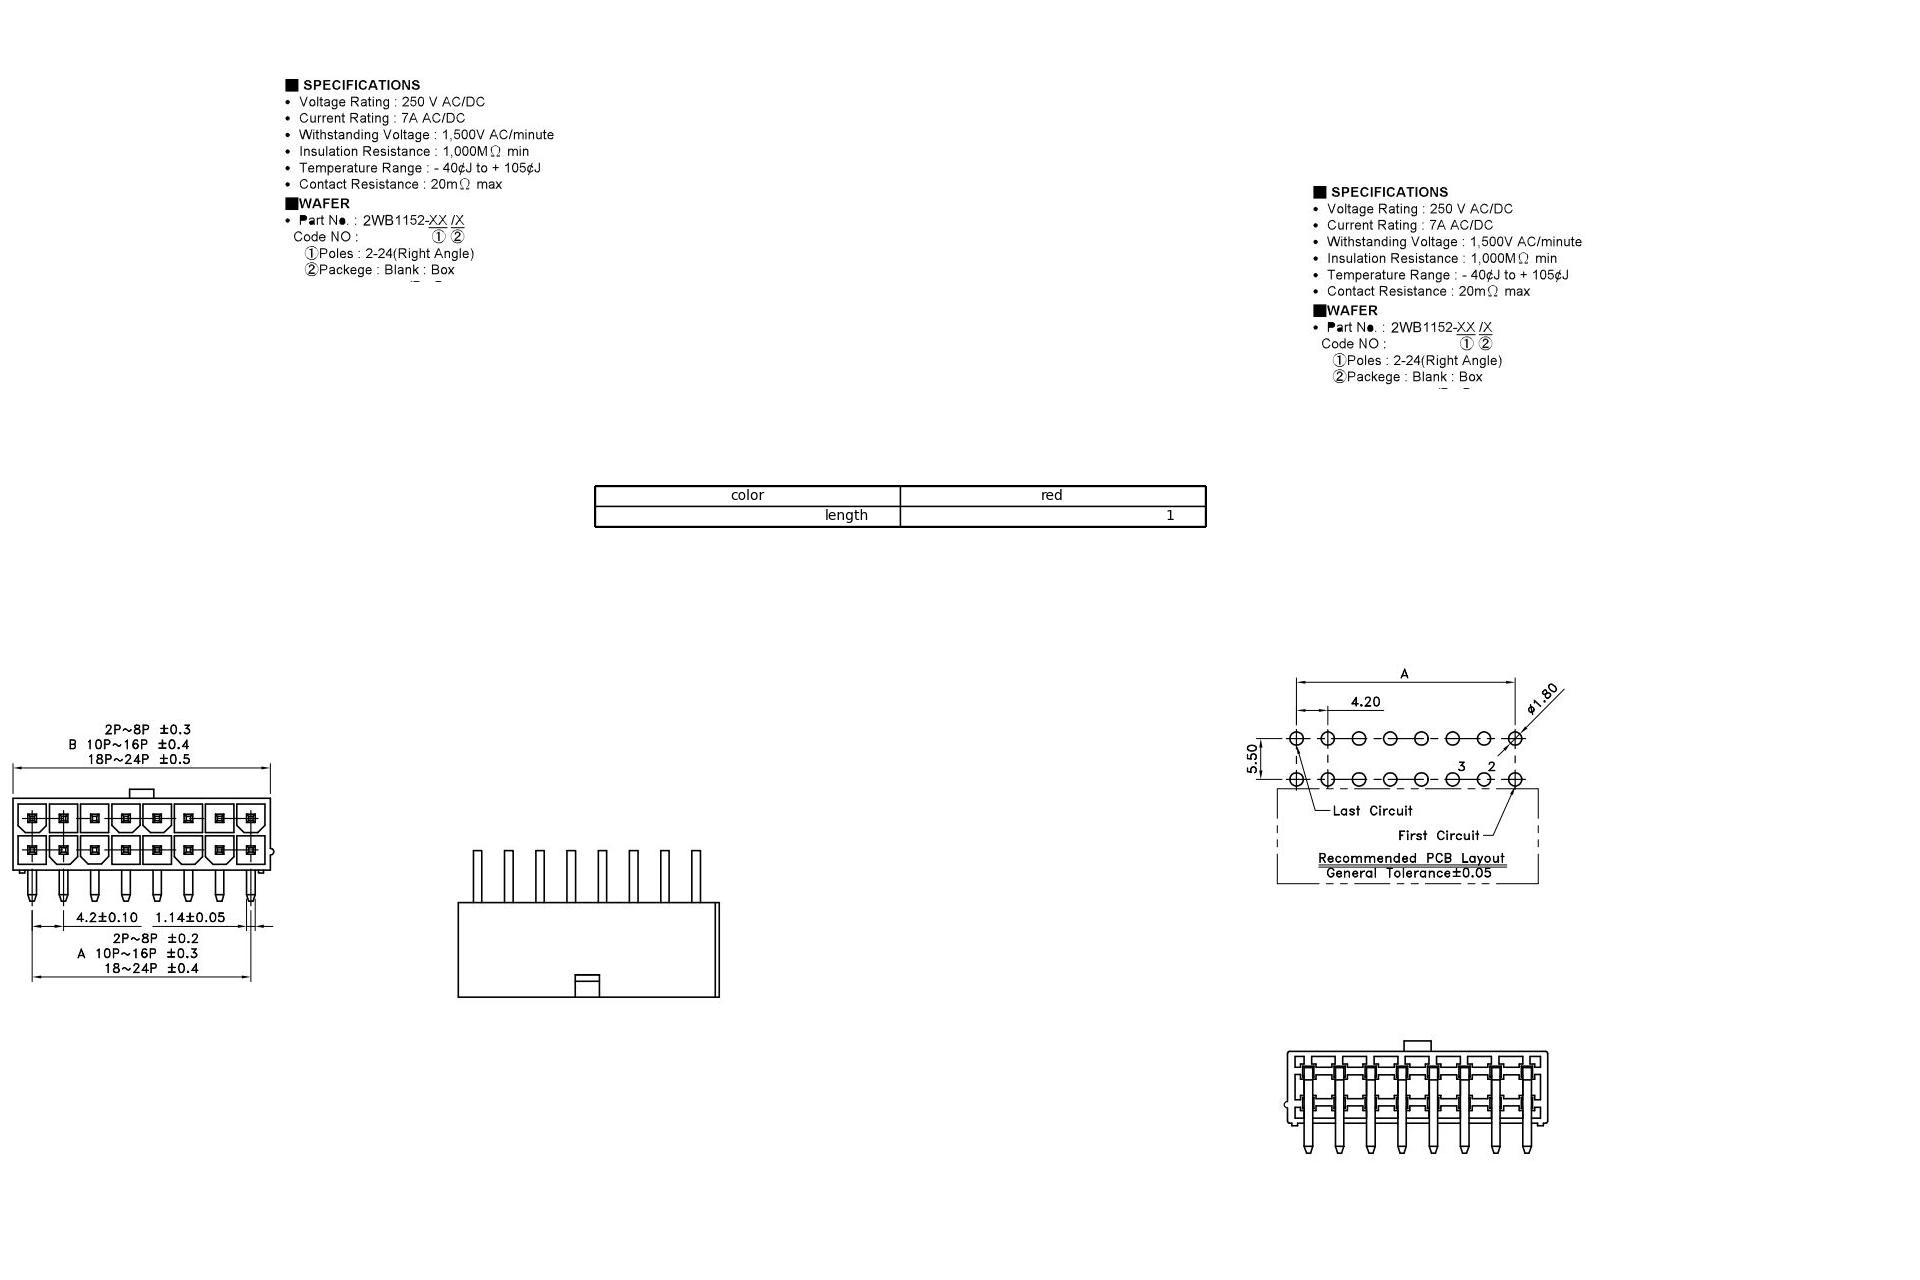 ■ SPECIFICATIONS
• Voltage Rating : 250 V AC/DC
• Current Rating : 7A AC/DC
• Withstanding Voltage : 1,500V AC/minute
• Insulation Resistance : 1,000MΩ min
• Temperature Range : - 40¢J to + 105¢J
• Contact Resistance : 20mΩ max
■WAFER
• Part No. : 2WB1152-XX /X
Code NO : ① ②
①Poles : 2-24(Right Angle)
②Packege : Blank : Box
■ SPECIFICATIONS
• Voltage Rating : 250 V AC/DC
• Current Rating : 7A AC/DC
• Withstanding Voltage : 1,500V AC/minute
• Insulation Resistance : 1,000MΩ min
• Temperature Range : - 40¢J to + 105¢J
• Contact Resistance : 20mΩ max
■WAFER
• Part No. : 2WB1152-XX /X
Code NO : ① ②
①Poles : 2-24(Right Angle)
②Packege : Blank : Box
color red
length 1
2P~8P ±0.3
B 10P~16P ±0.4
18P~24P ±0.5
4.2±0.10 1.14±0.05
2P~8P ±0.2
A 10P~16P ±0.3
18~24P ±0.4
A
4.20
ø1.80
5.50
3 2
Last Circuit
First Circuit
Recommended PCB Layout
General Tolerance±0.05